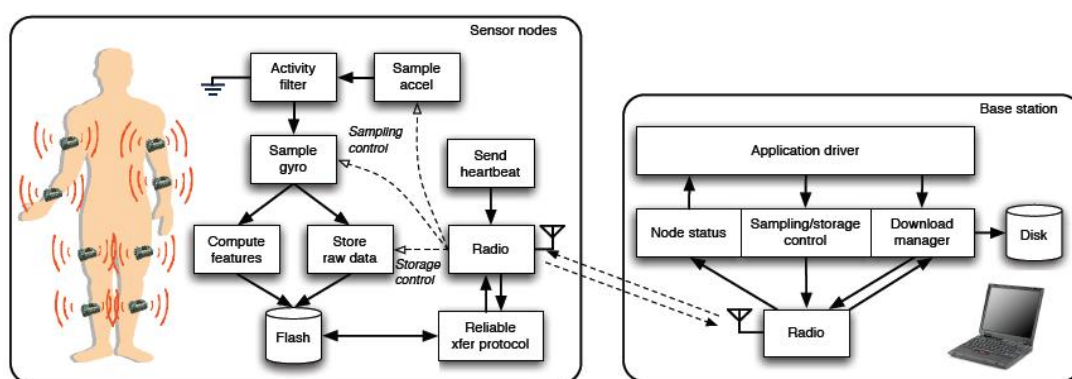 Sensor nodes
Activity
filter
Sample
accel
Sampling
control
Sample
gyro
Send
heartbeat
Compute
features
Store
raw data
Storage
control
Radio
Flash
Reliable
xfer protocol
Base station
Application driver
Node status
Sampling/storage
control
Download
manager
Disk
Radio